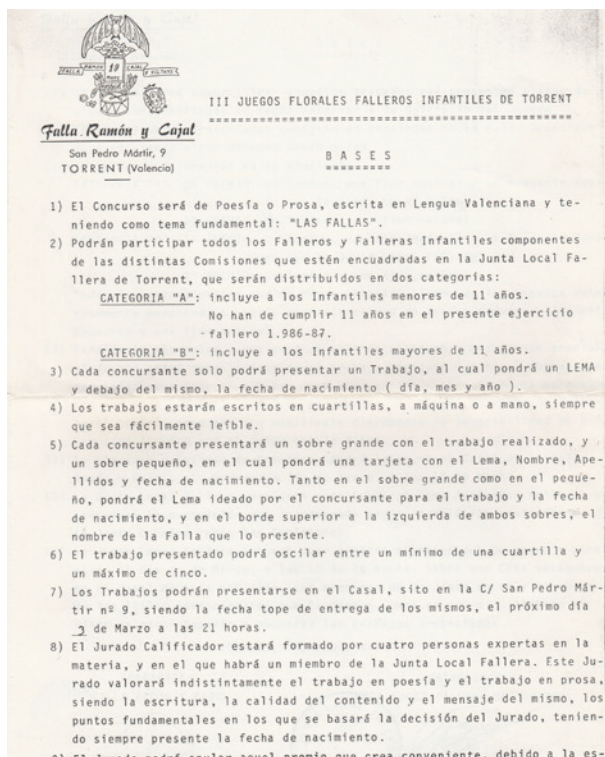 FALLA RAMON Y CAJAL
19
Falla Ramón y Cajal
San Pedro Mártir, 9
TORRENT (Valencia)
III JUEGOS FLORALES FALLEROS INFANTILES DE TORRENT
==================================================
B A S E S
=========
1) El Concurso será de Poesía o Prosa, escrita en Lengua Valenciana y te-
niendo como tema fundamental: "LAS FALLAS".
2) Podrán participar todos los Falleros y Falleras Infantiles componentes
de las distintas Comisiones que estén encuadradas en la Junta Local Fa-
llera de Torrent, que serán distribuidos en dos categorías:
CATEGORIA "A": incluye a los Infantiles menores de 11 años.
No han de cumplir 11 años en el presente ejercicio
-fallero 1.986-87.
CATEGORIA "B": incluye a los Infantiles mayores de 11 años.
3) Cada concursante solo podrá presentar un Trabajo, al cual pondrá un LEMA
y debajo del mismo, la fecha de nacimiento ( día, mes y año ).
4) Los trabajos estarán escritos en cuartillas, a máquina o a mano, siempre
que sea fácilmente leíble.
5) Cada concursante presentará un sobre grande con el trabajo realizado, y
un sobre pequeño, en el cual pondrá una tarjeta con el Lema, Nombre, Ape-
llidos y fecha de nacimiento. Tanto en el sobre grande como en el peque-
ño, pondrá el Lema ideado por el concursante para el trabajo y la fecha
de nacimiento, y en el borde superior a la izquierda de ambos sobres, el
nombre de la Falla que lo presente.
6) El trabajo presentado podrá oscilar entre un mínimo de una cuartilla y
un máximo de cinco.
7) Los Trabajos podrán presentarse en el Casal, sito en la C/ San Pedro Már-
tir nº 9, siendo la fecha tope de entrega de los mismos, el próximo día
de Marzo a las 21 horas.
8) El Jurado Calificador estará formado por cuatro personas expertas en la
materia, y en el que habrá un miembro de la Junta Local Fallera. Este Ju-
rado valorará indistintamente el trabajo en poesía y el trabajo en prosa,
siendo la escritura, la calidad del contenido y el mensaje del mismo, los
puntos fundamentales en los que se basará la decisión del Jurado, tenien-
do siempre presente la fecha de nacimiento.
El Jurado podrá anular aquel premio que crea conveniente, debido a la es-